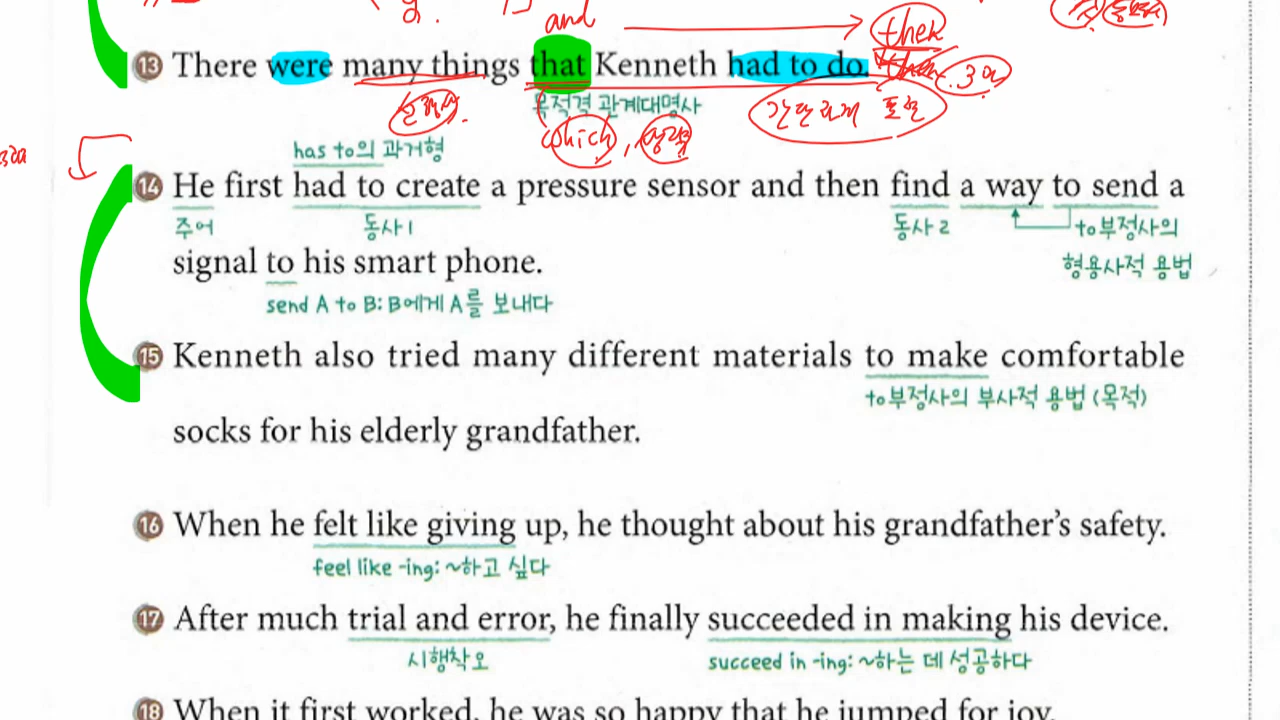 and
them
⑬ There were many things that Kenneth had to do.
목적격 관계대명사
선행사.
which, 생략
has to의 과거형
⑭ He first had to create a pressure sensor and then find a way to send a
주어 동사1 동사2 to부정사의
형용사적 용법
signal to his smart phone.
send A to B: B에게 A를 보내다
⑮ Kenneth also tried many different materials to make comfortable
to부정사의 부사적 용법 (목적)
socks for his elderly grandfather.
⑯ When he felt like giving up, he thought about his grandfather's safety.
feel like -ing: ~하고 싶다
⑰ After much trial and error, he finally succeeded in making his device.
시행착오 succeed in -ing: ~하는 데 성공하다
⑱ When it first worked, he was so happy that he jumped for joy.